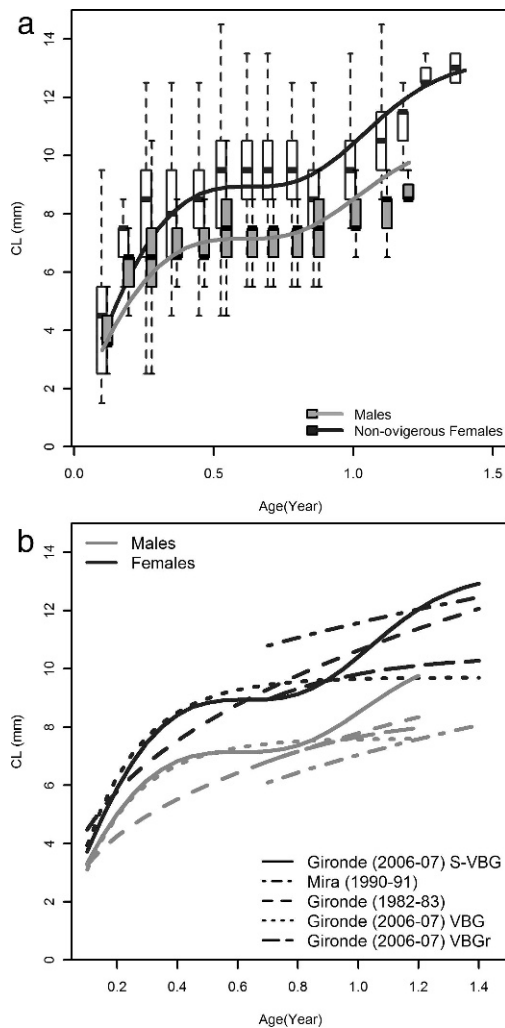 a
14
12
10
8
6
4
2
0
CL (mm)
Males
Non-ovigerous Females
0.0 0.5 1.0 1.5
Age(Year)
b
Males
Females
14
12
10
8
6
4
2
0
CL (mm)
Gironde (2006-07) S-VBG
Mira (1990-91)
Gironde (1982-83)
Gironde (2006-07) VBG
Gironde (2006-07) VBGr
0.2 0.4 0.6 0.8 1.0 1.2 1.4
Age(Year)